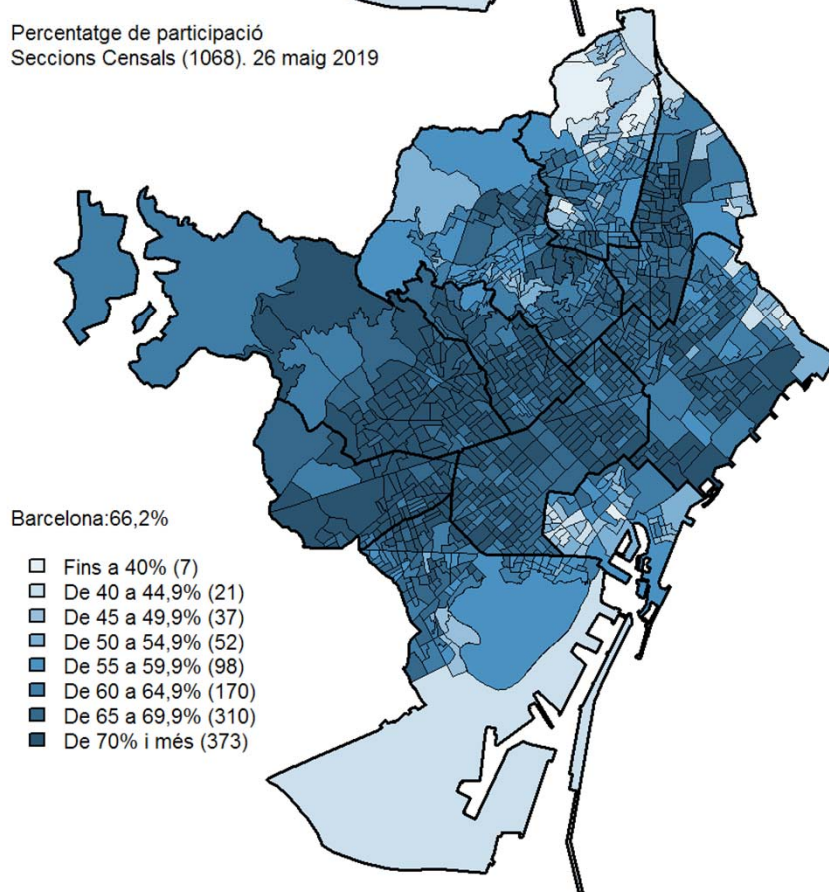 Percentatge de participació
Seccions Censals (1068). 26 maig 2019
Barcelona:66,2%
Fins a 40% (7)
De 40 a 44,9% (21)
De 45 a 49,9% (37)
De 50 a 54,9% (52)
De 55 a 59,9% (98)
De 60 a 64,9% (170)
De 65 a 69,9% (310)
De 70% i més (373)